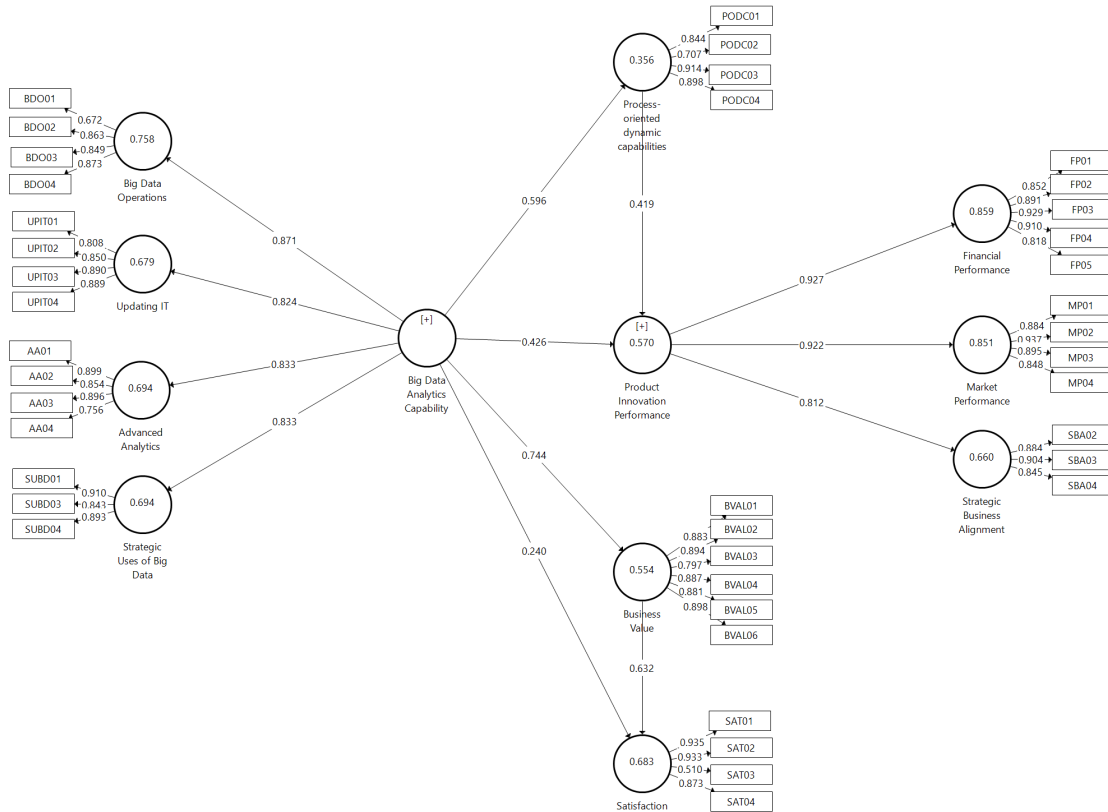 PODC01
0.844
PODC02
0.707
0.914
PODC03
0.898
PODC04
0.356
Process-
oriented
dynamic
capabilities
BDO01
0.672
BDO02
0.863
0.849
BDO03
0.873
BDO04
0.758
Big Data
Operations
UPIT01
0.808
UPIT02
0.850
0.890
UPIT03
0.889
UPIT04
0.679
Updating IT
AA01
0.899
AA02
0.854
0.896
AA03
0.756
AA04
0.694
Advanced
Analytics
SUBD01
0.910
SUBD03
0.843
0.893
SUBD04
0.694
Strategic
Uses of Big
Data
0.871
0.824
0.833
0.833
[+]
Big Data
Analytics
Capability
0.596
0.426
0.744
0.240
0.419
[+]
0.570
Product
Innovation
Performance
0.927
0.922
0.812
FP01
0.852
FP02
0.891
0.929
FP03
0.910
FP04
0.818
FP05
0.859
Financial
Performance
MP01
0.884
MP02
0.937
0.895
MP03
0.848
MP04
0.851
Market
Performance
SBA02
0.884
SBA03
0.904
0.845
SBA04
0.660
Strategic
Business
Alignment
BVAL01
BVAL02
0.883
0.894
BVAL03
0.797
0.887
BVAL04
0.881
BVAL05
0.898
BVAL06
0.554
Business
Value
0.632
SAT01
0.935
SAT02
0.933
0.510
SAT03
0.873
SAT04
0.683
Satisfaction